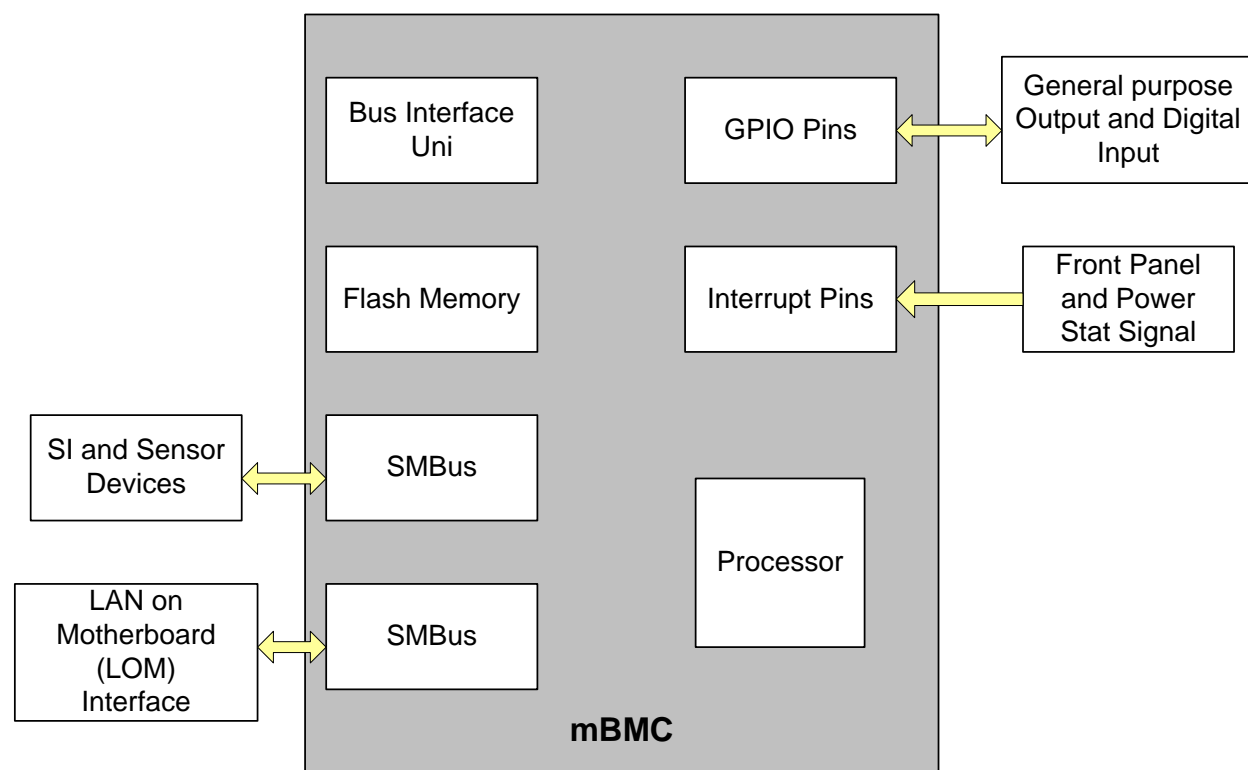 Bus Interface
Uni
GPIO Pins
General purpose
Output and Digital
Input
Flash Memory
Interrupt Pins
Front Panel
and Power
Stat Signal
SI and Sensor
Devices
SMBus
Processor
LAN on
Motherboard
(LOM)
Interface
SMBus
mBMC